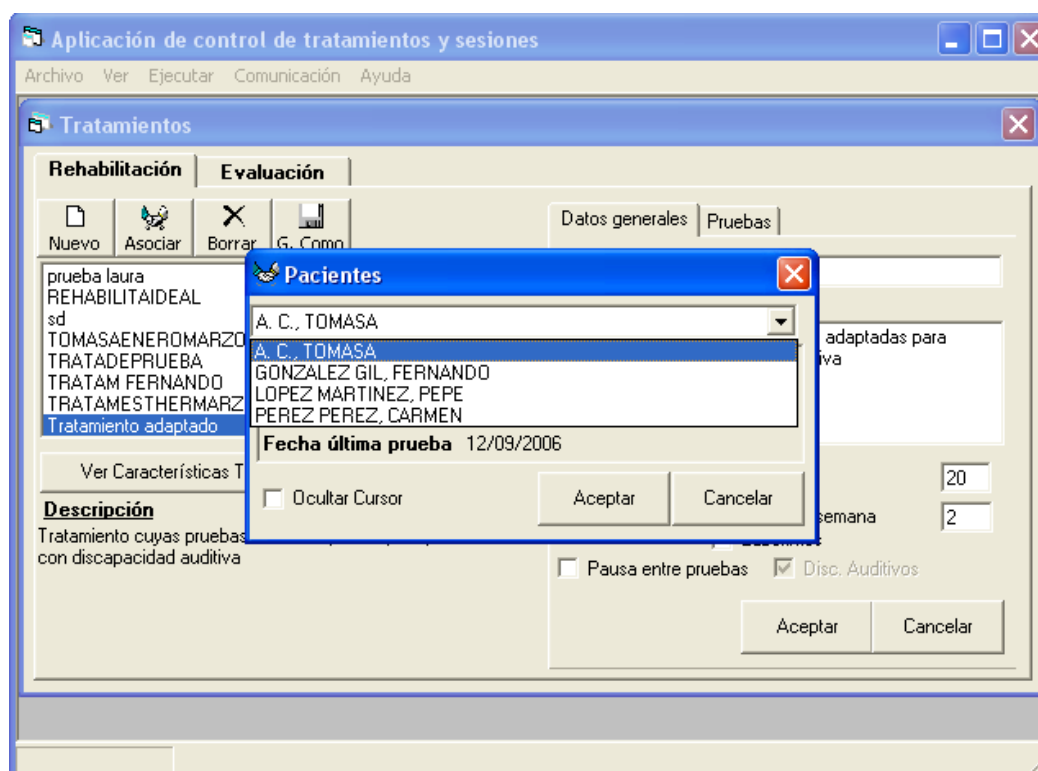 Aplicación de control de tratamientos y sesiones
Archivo Ver Ejecutar Comunicación Ayuda
Tratamientos
Rehabilitación Evaluación
Nuevo Asociar Borrar G. Como
Datos generales Pruebas
prueba laura
REHABILITAIDEAL
sd
TOMASAENEROMARZO
TRATADEPRUEBA
TRATAM FERNANDO
TRATAMESTHERMARZ
Tratamiento adaptado
Ver Características T
Descripción
Tratamiento cuyas pruebas
con discapacidad auditiva
Pacientes
A. C., TOMASA
A. C., TOMASA
GONZALEZ GIL, FERNANDO
LOPEZ MARTINEZ, PEPE
PEREZ PEREZ, CARMEN
Fecha última prueba 12/09/2006
Ocultar Cursor Aceptar Cancelar
adaptadas para
iva
20
semana 2
Pausa entre pruebas Disc. Auditivos
Aceptar Cancelar